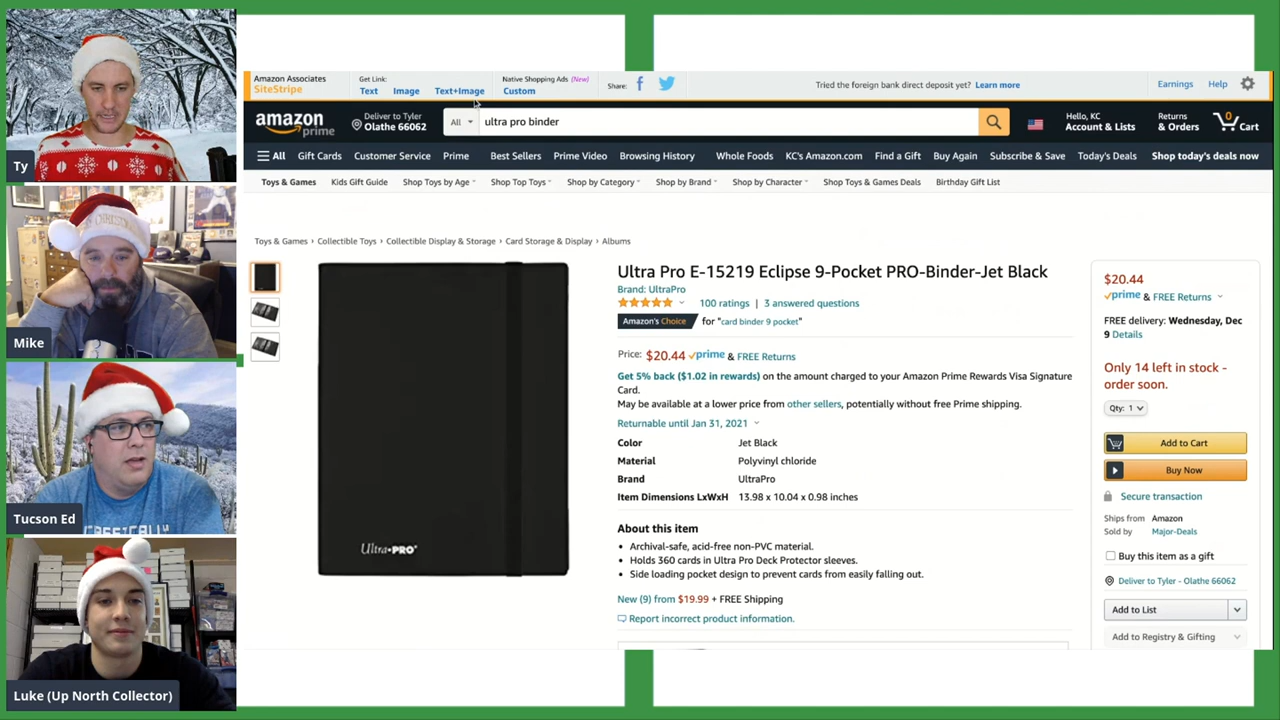 Ty
Mike
Tucson Ed
Luke (Up North Collector)
Amazon Associates
SiteStripe
Get Link:
Text Image Text+Image
Native Shopping Ads (New)
Custom
Share:
Tried the foreign bank direct deposit yet? Learn more
Earnings Help
amazon
prime
Deliver to Tyler
Olathe 66062
All
ultra pro binder
Hello, KC
Account & Lists
Returns
& Orders
0
Cart
All Gift Cards Customer Service Prime Best Sellers Prime Video Browsing History Whole Foods KC's Amazon.com Find a Gift Buy Again Subscribe & Save Today's Deals Shop today's deals now
Toys & Games Kids Gift Guide Shop Toys by Age Shop Top Toys Shop by Category Shop by Brand Shop by Character Shop Toys & Games Deals Birthday Gift List
Toys & Games › Collectible Toys › Collectible Display & Storage › Card Storage & Display › Albums
Ultra•PRO
Ultra Pro E-15219 Eclipse 9-Pocket PRO-Binder-Jet Black
Brand: UltraPro
100 ratings | 3 answered questions
Amazon's Choice for "card binder 9 pocket"
Price: $20.44 prime & FREE Returns
Get 5% back ($1.02 in rewards) on the amount charged to your Amazon Prime Rewards Visa Signature
Card.
May be available at a lower price from other sellers, potentially without free Prime shipping.
Returnable until Jan 31, 2021
Color Jet Black
Material Polyvinyl chloride
Brand UltraPro
Item Dimensions LxWxH 13.98 x 10.04 x 0.98 inches
About this item
• Archival-safe, acid-free non-PVC material.
• Holds 360 cards in Ultra Pro Deck Protector sleeves.
• Side loading pocket design to prevent cards from easily falling out.
New (9) from $19.99 + FREE Shipping
Report incorrect product information.
$20.44
prime & FREE Returns
FREE delivery: Wednesday, Dec
9 Details
Only 14 left in stock -
order soon.
Qty: 1
Add to Cart
Buy Now
Secure transaction
Ships from Amazon
Sold by Major-Deals
Buy this item as a gift
Deliver to Tyler - Olathe 66062
Add to List
Add to Registry & Gifting